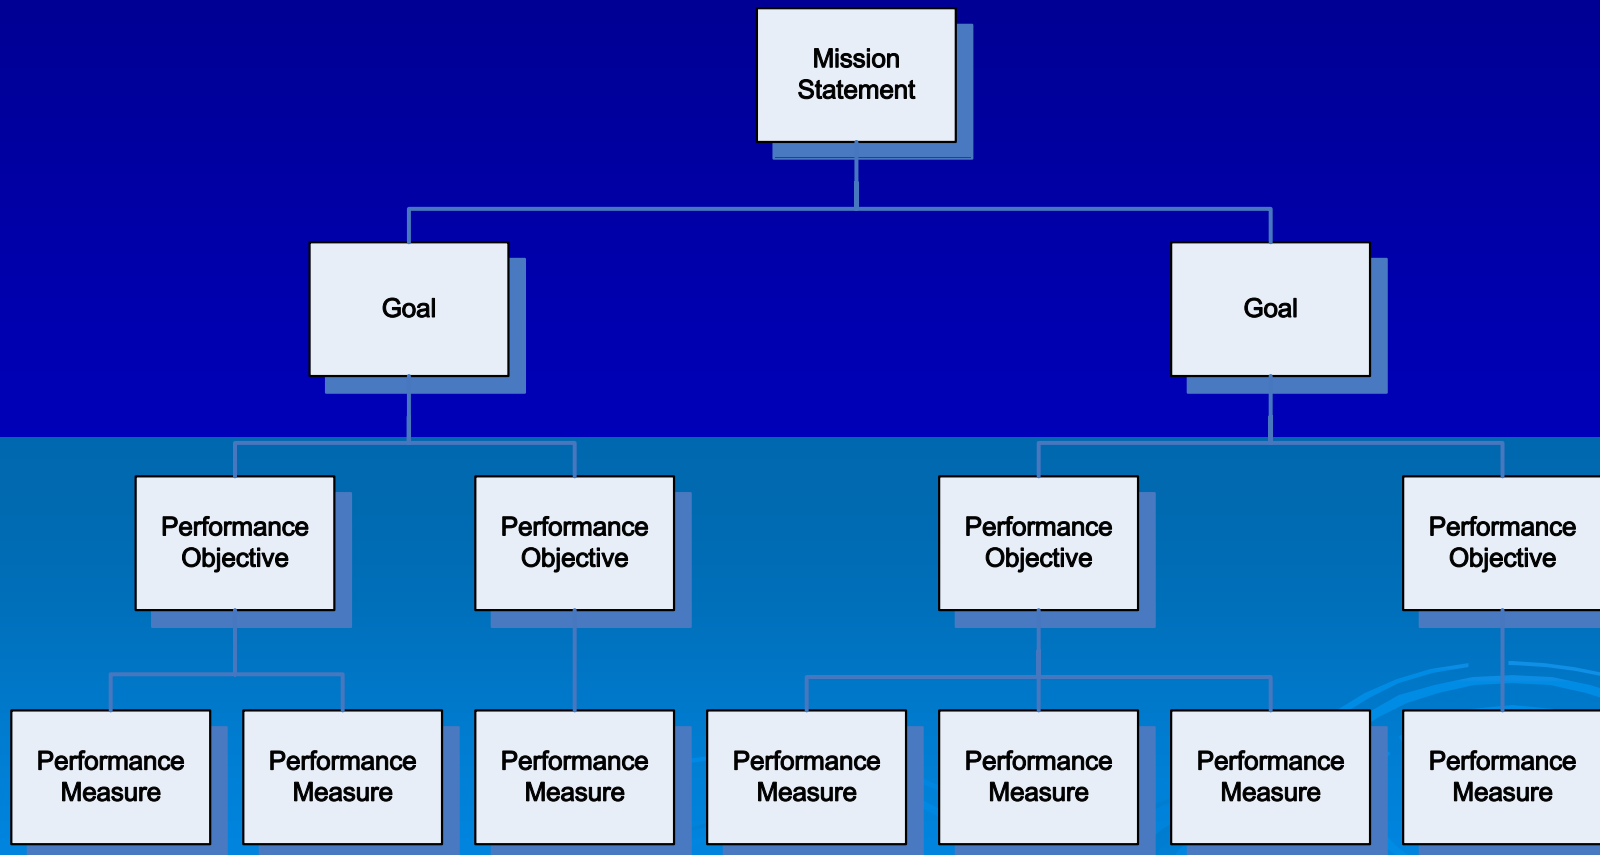 Mission
Statement
Goal
Goal
Performance
Objective
Performance
Objective
Performance
Objective
Performance
Objective
Performance
Measure
Performance
Measure
Performance
Measure
Performance
Measure
Performance
Measure
Performance
Measure
Performance
Measure